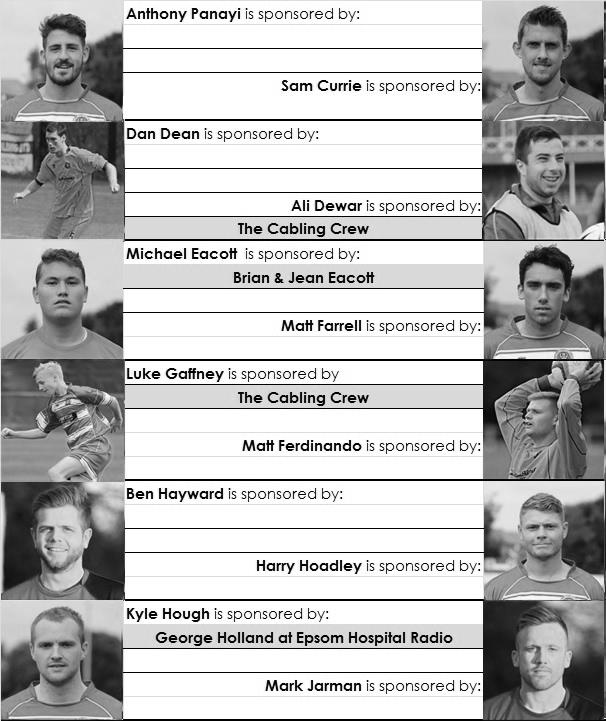 Anthony Panayi is sponsored by:
Sam Currie is sponsored by:
Dan Dean is sponsored by:
Ali Dewar is sponsored by:
The Cabling Crew
Michael Eacott is sponsored by:
Brian & Jean Eacott
Matt Farrell is sponsored by:
Luke Gaffney is sponsored by
The Cabling Crew
Matt Ferdinando is sponsored by:
Ben Hayward is sponsored by:
Harry Hoadley is sponsored by:
Kyle Hough is sponsored by:
George Holland at Epsom Hospital Radio
Mark Jarman is sponsored by: